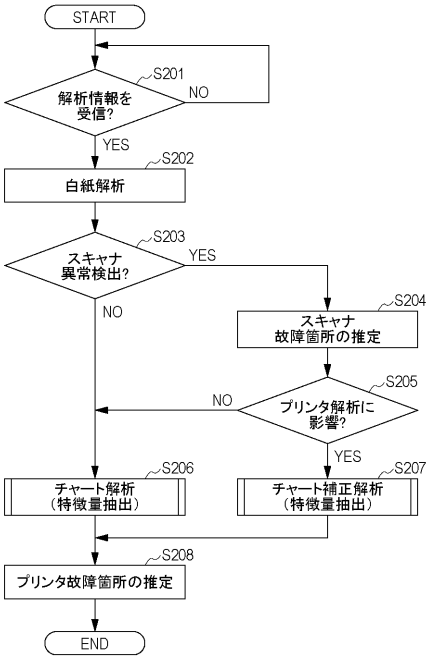 START
S201
解析情報を
受信?
NO
YES
S202
白紙解析
S203
スキャナ
異常検出?
YES
NO
S204
スキャナ
故障箇所の推定
S205
プリンタ解析に
影響?
NO
YES
S206
チャート解析
(特徴量抽出)
S207
チャート補正解析
(特徴量抽出)
S208
プリンタ故障箇所の推定
END